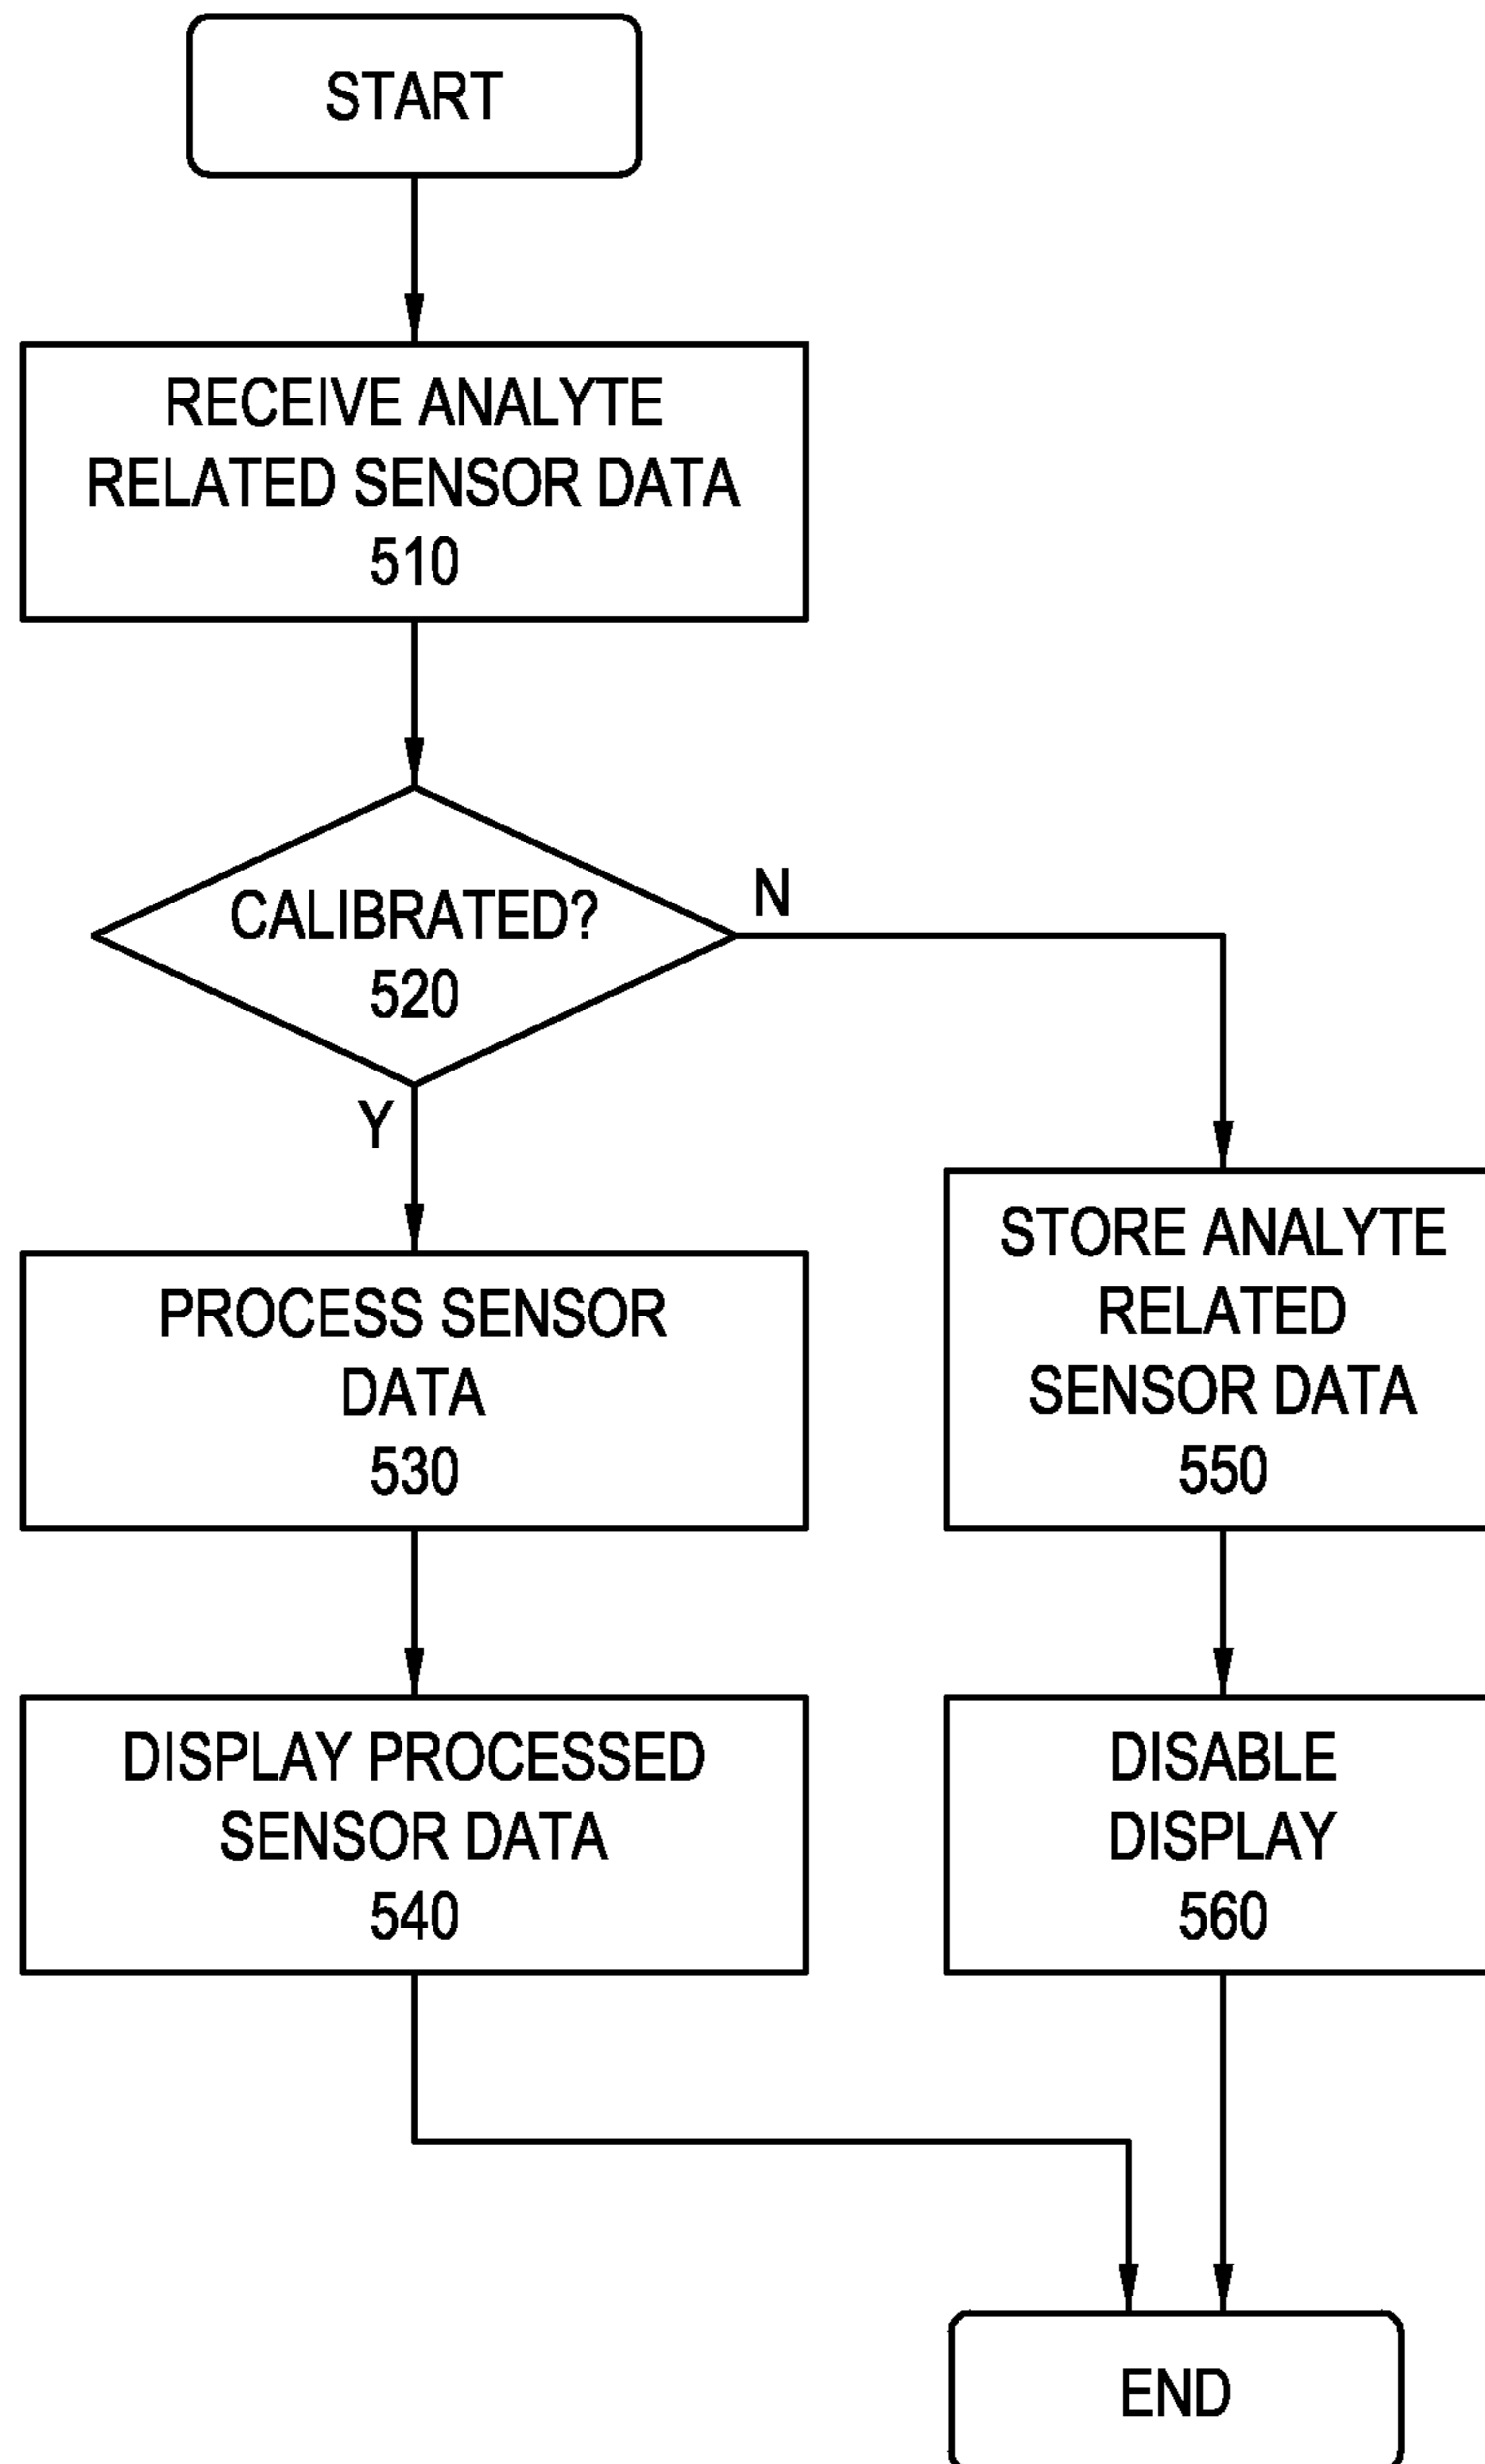 START
RECEIVE ANALYTE
RELATED SENSOR DATA
510
CALIBRATED?
520
N
Y
PROCESS SENSOR
DATA
530
STORE ANALYTE
RELATED
SENSOR DATA
550
DISPLAY PROCESSED
SENSOR DATA
540
DISABLE
DISPLAY
560
END